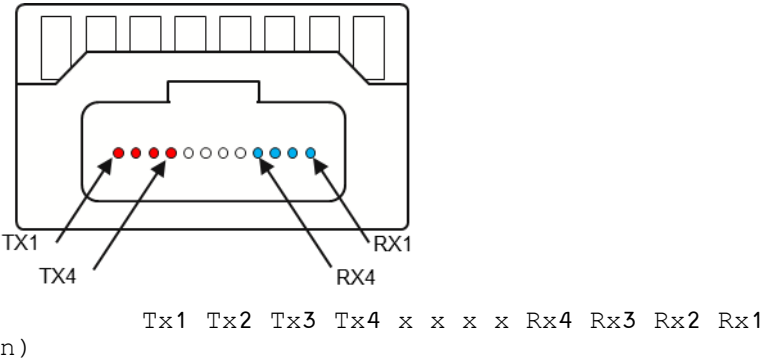 TX1 RX1
TX4 RX4
Tx1 Tx2 Tx3 Tx4 x x x x Rx4 Rx3 Rx2 Rx1
n)